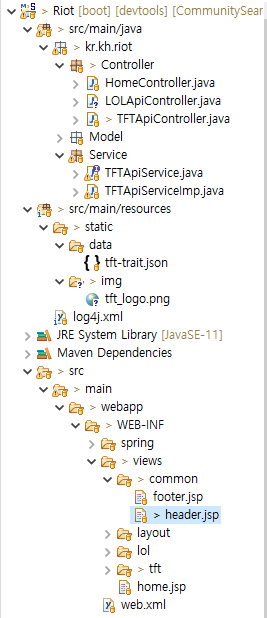 Riot [boot] [devtools] [CommunitySear
> src/main/java
> kr.kh.riot
> Controller
HomeController.java
LOLApiController.java
> TFTApiController.java
Model
Service
TFTApiService.java
TFTApiServiceImp.java
> src/main/resources
> static
> data
tft-trait.json
> img
tft_logo.png
log4j.xml
JRE System Library [JavaSE-11]
Maven Dependencies
> src
> main
> webapp
> WEB-INF
> spring
> views
> common
footer.jsp
> header.jsp
layout
lol
> tft
home.jsp
web.xml